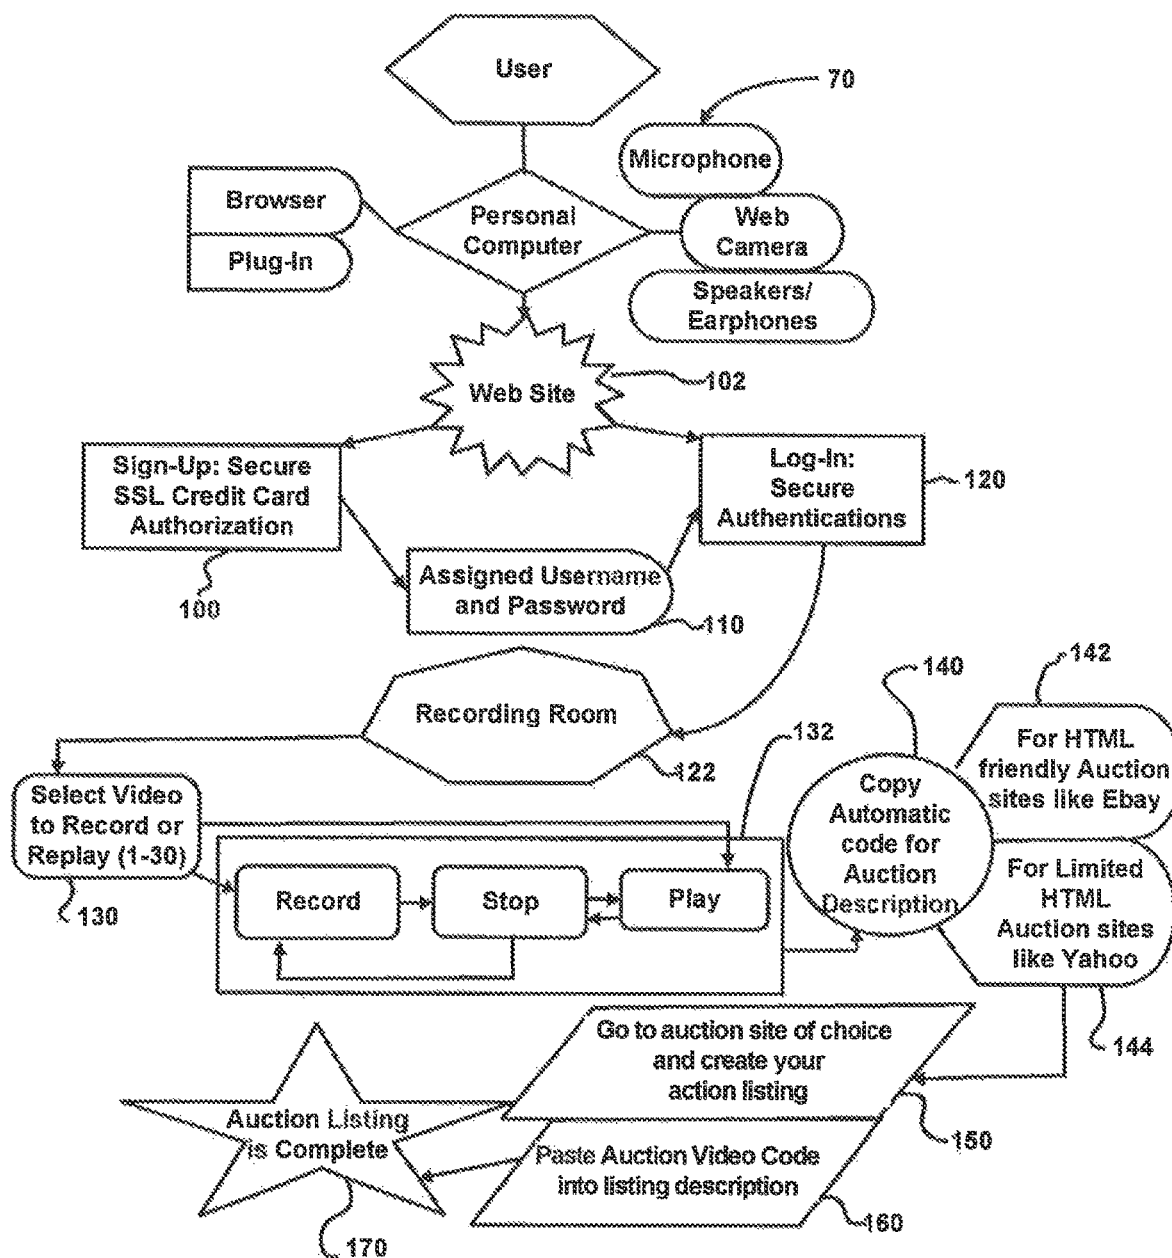 User
70
Microphone
Browser
Personal
Computer
Web
Camera
Plug-In
Speakers/
Earphones
Web Site
102
Sign-Up: Secure
SSL Credit Card
Authorization
Log-In:
Secure
Authentications
120
100
Assigned Username
and Password
110
140
142
Recording Room
122
132
For HTML
friendly Auction
sites like Ebay
Select Video
to Record or
Replay (1-30)
130
Copy
Automatic
code for
Auction
Description
Record
Stop
Play
For Limited
HTML
Auction sites
like Yahoo
144
Go to auction site of choice
and create your
action listing
150
Auction Listing
is Complete
Paste Auction Video Code
into listing description
160
170